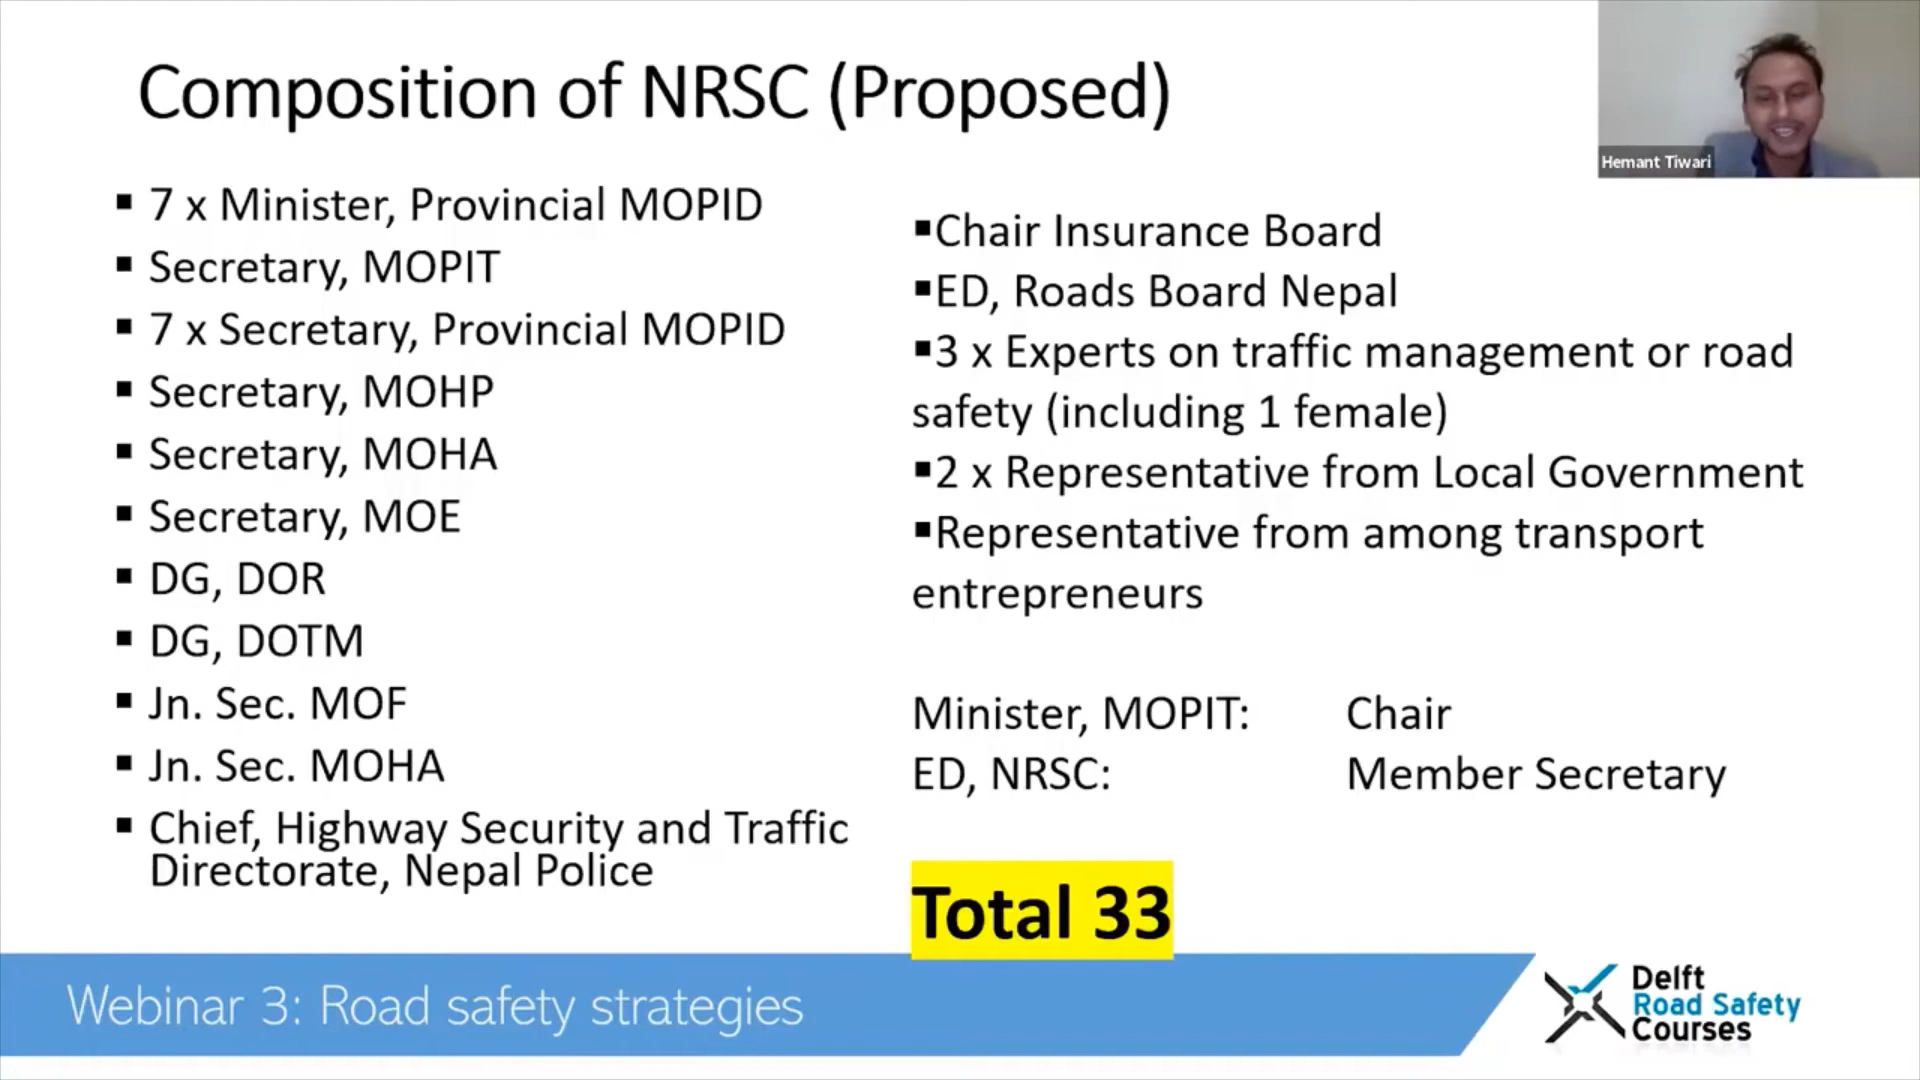 Composition of NRSC (Proposed)
Hemant Tiwari
▪ 7 x Minister, Provincial MOPID
▪ Secretary, MOPIT
▪ 7 x Secretary, Provincial MOPID
▪ Secretary, MOHP
▪ Secretary, MOHA
▪ Secretary, MOE
▪ DG, DOR
▪ DG, DOTM
▪ Jn. Sec. MOF
▪ Jn. Sec. MOHA
▪ Chief, Highway Security and Traffic
Directorate, Nepal Police
▪Chair Insurance Board
▪ED, Roads Board Nepal
▪3 x Experts on traffic management or road
safety (including 1 female)
▪2 x Representative from Local Government
▪Representative from among transport
entrepreneurs
Minister, MOPIT: Chair
ED, NRSC: Member Secretary
Total 33
Webinar 3: Road safety strategies
Delft
Road Safety
Courses